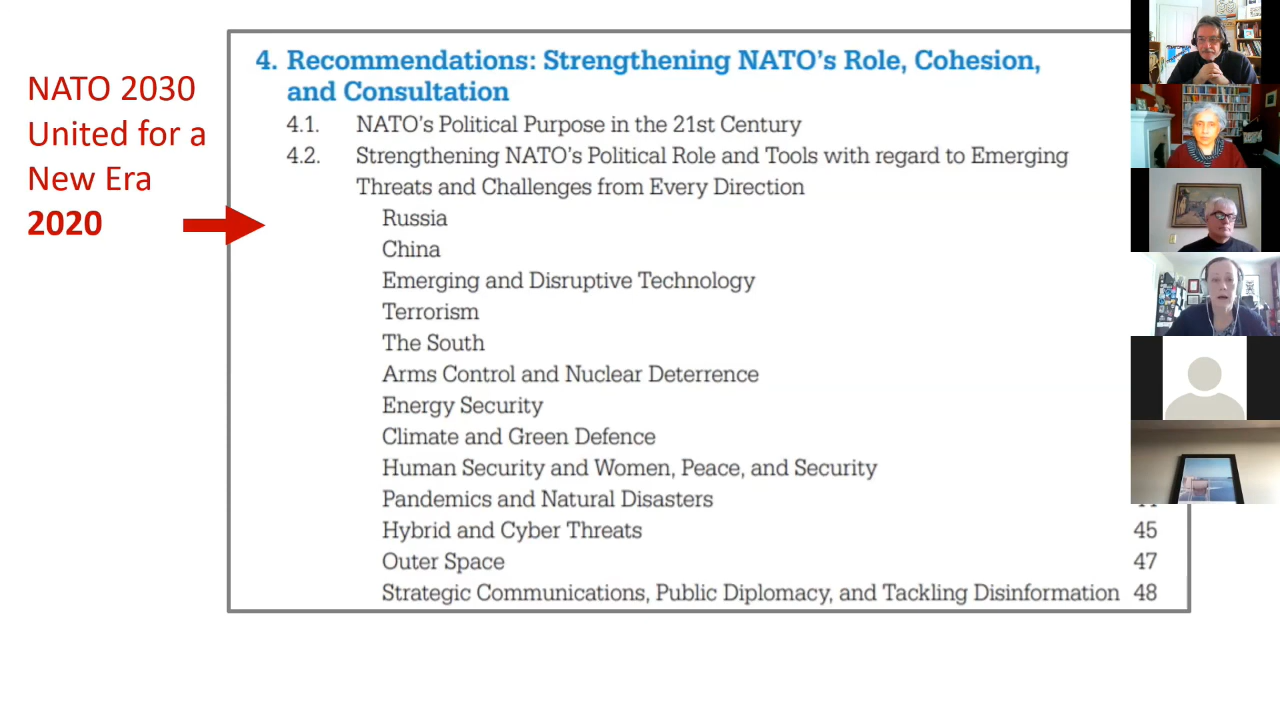 NATO 2030
United for a
New Era
2020
4. Recommendations: Strengthening NATO's Role, Cohesion,
and Consultation
4.1. NATO's Political Purpose in the 21st Century
4.2. Strengthening NATO's Political Role and Tools with regard to Emerging
Threats and Challenges from Every Direction
Russia
China
Emerging and Disruptive Technology
Terrorism
The South
Arms Control and Nuclear Deterrence
Energy Security
Climate and Green Defence
Human Security and Women, Peace, and Security
Pandemics and Natural Disasters
Hybrid and Cyber Threats 45
Outer Space 47
Strategic Communications, Public Diplomacy, and Tackling Disinformation 48